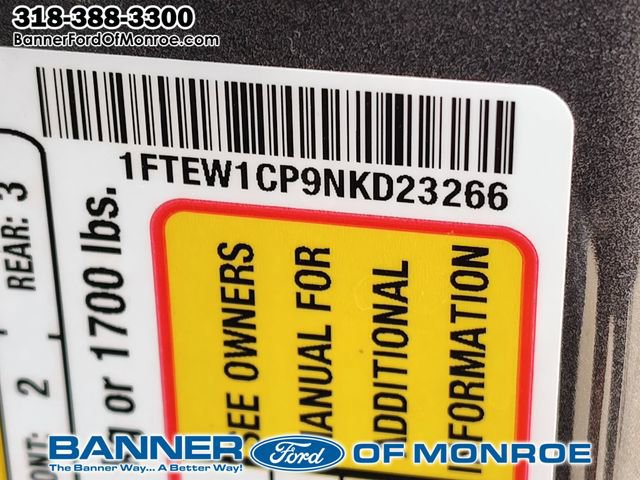 318-388-3300
BannerFordOfMonroe.com
1FTEW1CP9NKD23266
REAR: 3
2
or 1700 lbs.
SEE OWNERS
MANUAL FOR
ADDITIONAL
INFORMATION
BANNER Ford OF MONROE
The Banner Way... A Better Way!